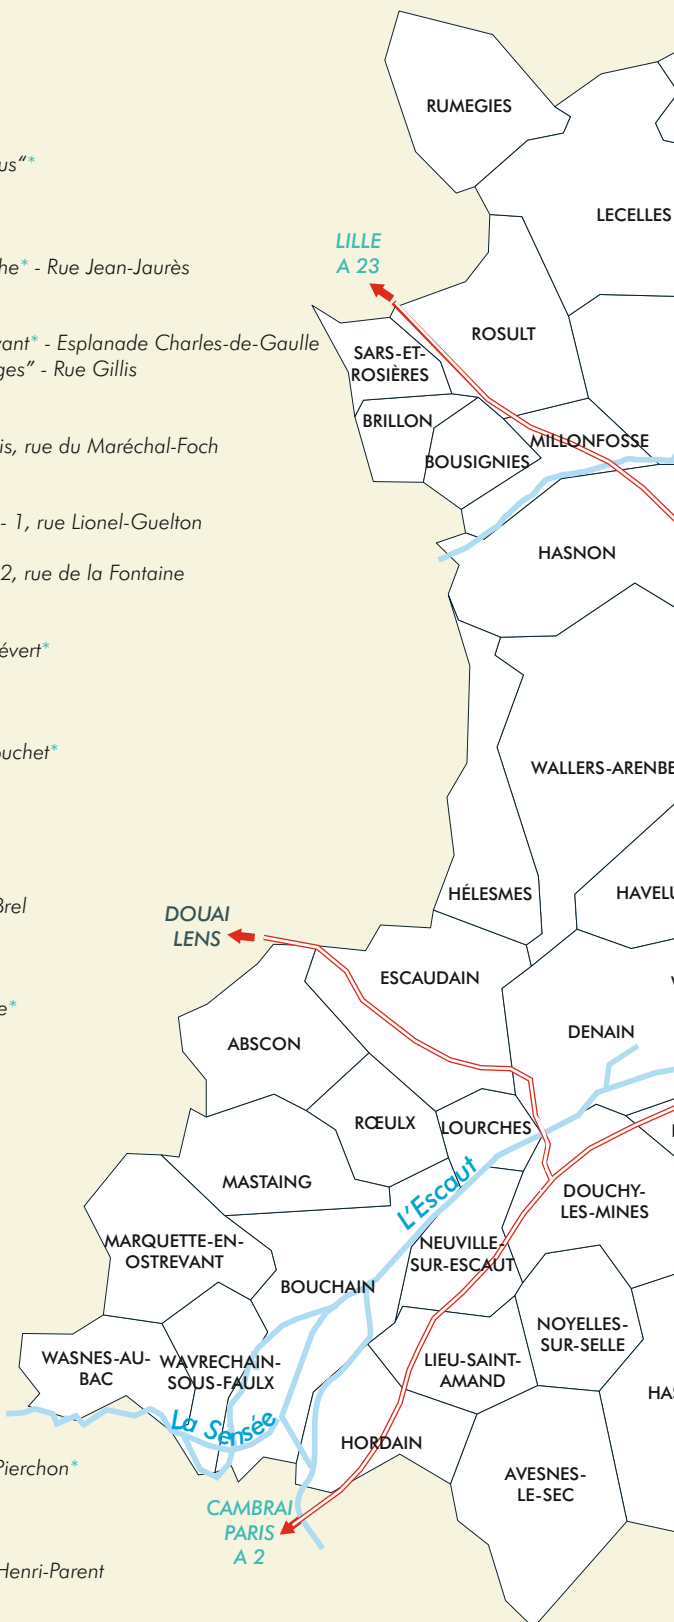 us“*
he* - Rue Jean-Jaurès
vant* - Esplanade Charles-de-Gaulle
ges” - Rue Gillis
is, rue du Maréchal-Foch
- 1, rue Lionel-Guelton
2, rue de la Fontaine
évert*
ouchet*
Brel
e*
Pierchon*
Henri-Parent
RUMEGIES
LECELLES
LILLE
A 23
ROSULT
SARS-ET-
ROSIÈRES
BRILLON
MILLONFOSSE
BOUSIGNIES
HASNON
WALLERS-ARENBE
HÉLESMES
HAVELU
DOUAI
LENS
ESCAUDAIN
DENAIN
ABSCON
RŒULX
LOURCHES
MASTAING
L'Escaut
DOUCHY-
LES-MINES
MARQUETTE-EN-
OSTREVANT
NEUVILLE-
SUR-ESCAUT
BOUCHAIN
NOYELLES-
SUR-SELLE
WASNES-AU-
BAC
WAVRECHAIN-
SOUS-FAULX
LIEU-SAINT-
AMAND
HAS
La Sensée
HORDAIN
AVESNES-
LE-SEC
CAMBRAI
PARIS
A 2